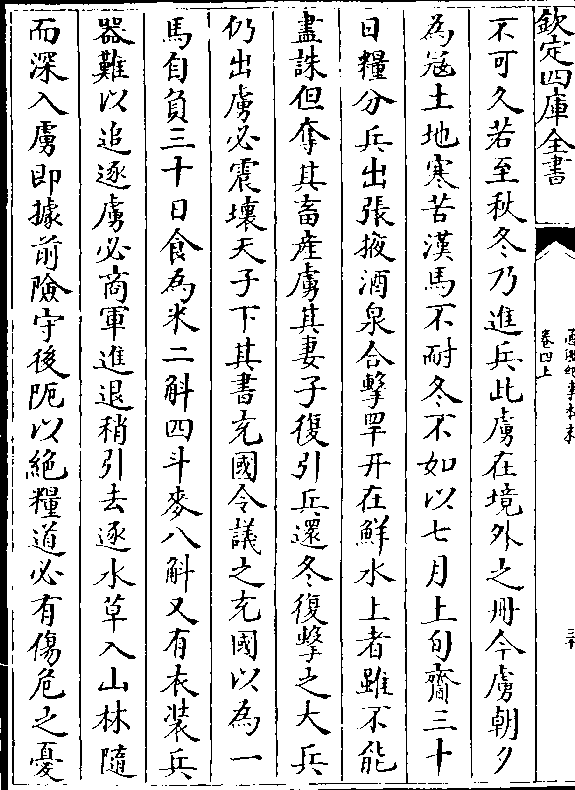 欽定四庫全書
卷四上
不可久若至秋冬乃進兵此虜在境外之冊今虜朝夕
為寇土地寒苦漢馬不耐冬不如以七月上旬齎三十
日糧分兵出張掖酒泉合擊䍐幵在鮮水上者雖不能
盡誅但奪其畜產虜其妻子復引兵還冬復擊之大兵
仍出虜必震壞天子下其書充國令議之充國以為一
馬自負三十日食為米二斛四斗麥八斛又有衣裝兵
器難以追逐虜必商軍進退稍引去逐水草入山林隨
而深入虜即據前險守後阨以絶糧道必有傷危之憂